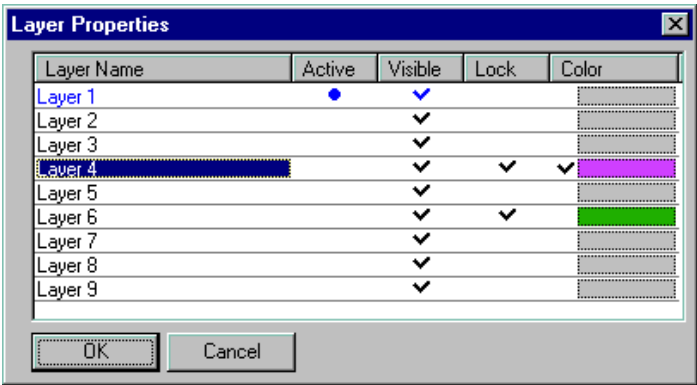 Layer Properties
Layer Name Active Visible Lock Color
Layer 1
Layer 2
Layer 3
Layer 4
Layer 5
Layer 6
Layer 7
Layer 8
Layer 9
OK Cancel